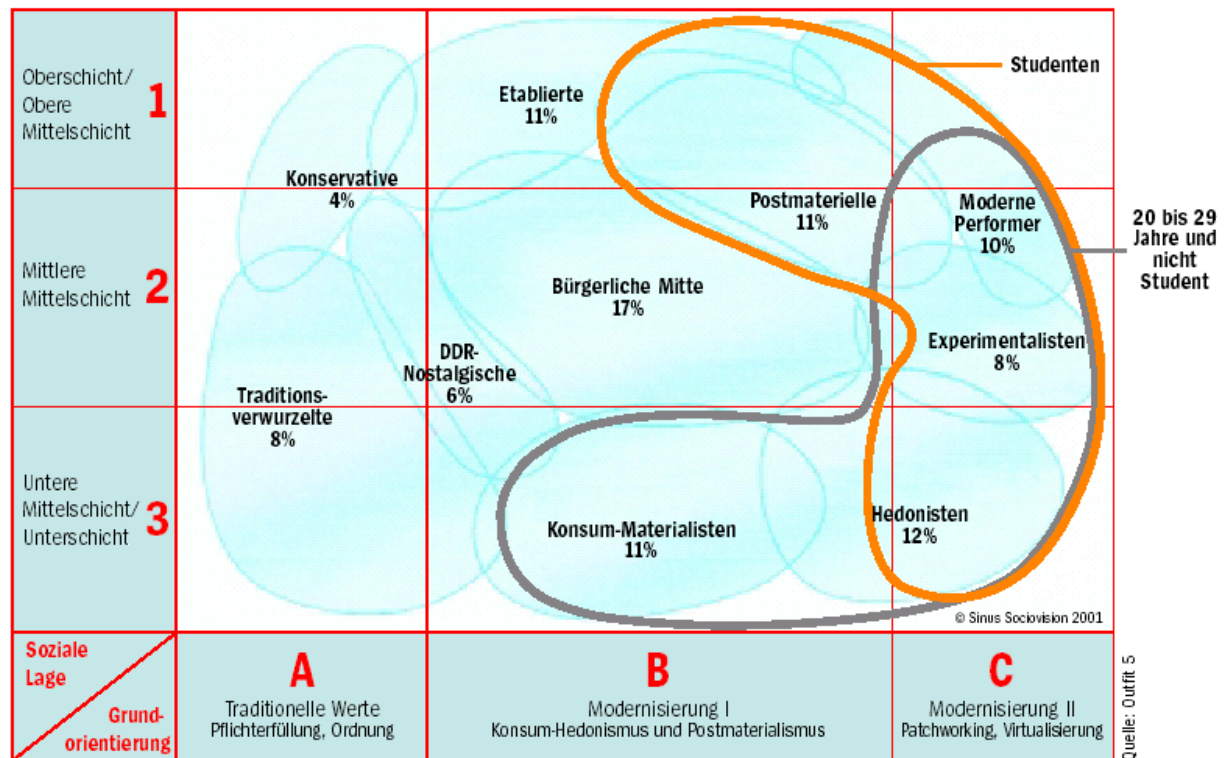 Oberschicht/
Obere
Mittelschicht
1
Etablierte
11%
Studenten
Konservative
4%
Postmaterielle
11%
Moderne
Performer
10%
20 bis 29
Jahre und
nicht
Student
Mittlere
Mittelschicht
2
Bürgerliche Mitte
17%
Experimentalisten
8%
DDR-
Nostalgische
6%
Traditions-
verwurzelte
8%
Untere
Mittelschicht/
Unterschicht
3
Konsum-Materialisten
11%
Hedonisten
12%
© Sinus Sociovision 2001
Soziale
Lage
Grund-
orientierung
A
Traditionelle Werte
Pflichterfüllung, Ordnung
B
Modernisierung I
Konsum-Hedonismus und Postmaterialismus
C
Modernisierung II
Patchworking, Virtualisierung
Quelle: Outfit 5